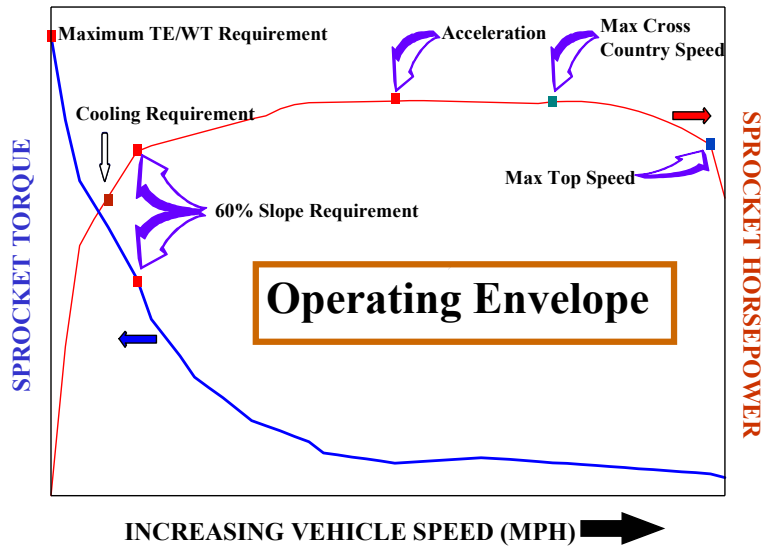 Maximum TE/WT Requirement
Acceleration
Max Cross
Country Speed
Cooling Requirement
60% Slope Requirement
Max Top Speed
Operating Envelope
SPROCKET TORQUE
SPROCKET HORSEPOWER
INCREASING VEHICLE SPEED (MPH)